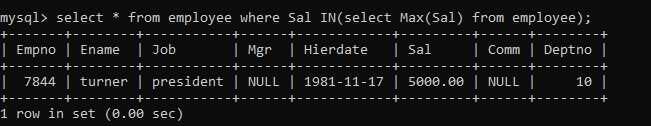 mysql> select * from employee where Sal IN(select Max(Sal) from employee);
+-------+--------+-----------+------+------------+---------+------+--------+
| Empno | Ename  | Job       | Mgr  | Hierdate   | Sal     | Comm | Deptno |
+-------+--------+-----------+------+------------+---------+------+--------+
|  7844 | turner | president | NULL | 1981-11-17 | 5000.00 | NULL |     10 |
+-------+--------+-----------+------+------------+---------+------+--------+
1 row in set (0.00 sec)